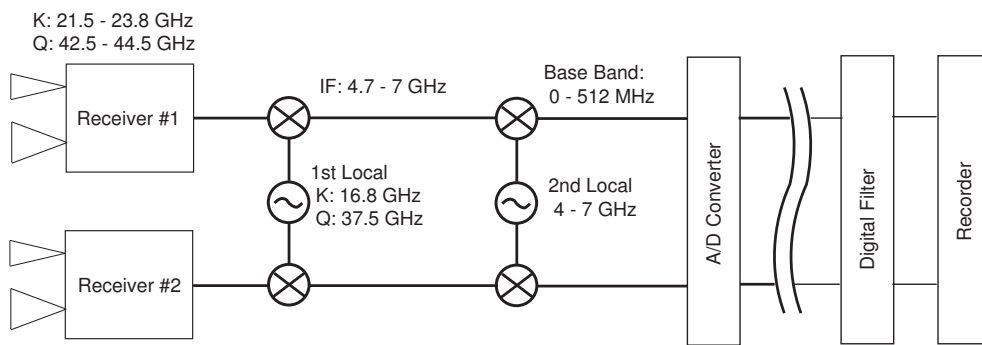 K: 21.5 - 23.8 GHz
Q: 42.5 - 44.5 GHz
Receiver #1
IF: 4.7 - 7 GHz
Base Band:
0 - 512 MHz
1st Local
K: 16.8 GHz
Q: 37.5 GHz
2nd Local
4 - 7 GHz
Receiver #2
A/D Converter
Digital Filter
Recorder